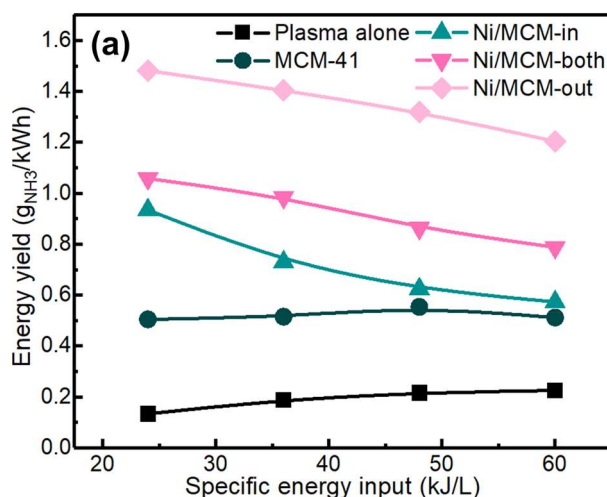 (a)
Plasma alone
MCM-41
Ni/MCM-in
Ni/MCM-both
Ni/MCM-out
Energy yield (gNH3/kWh)
1.6
1.4
1.2
1.0
0.8
0.6
0.4
0.2
0.0
20 30 40 50 60
Specific energy input (kJ/L)